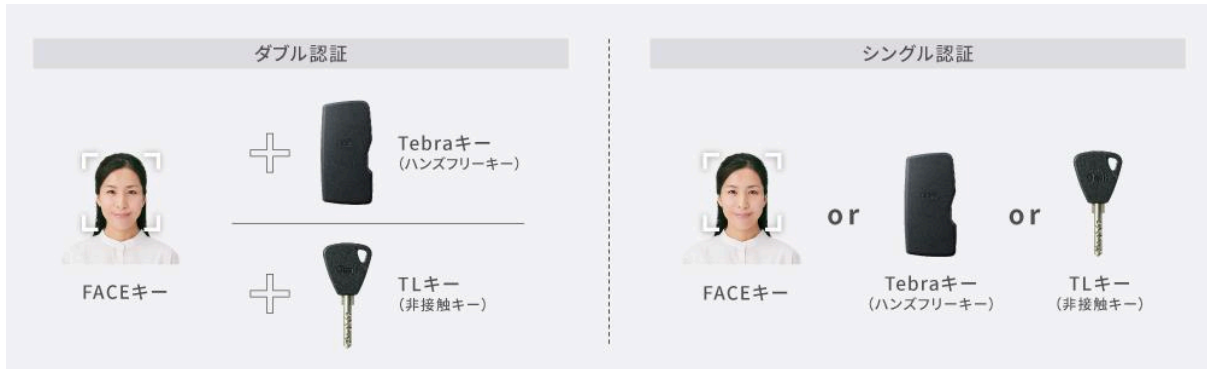 ダブル認証
Tebraキー
（ハンズフリーキー）
FACEキー
TLキー
（非接触キー）
シングル認証
or
or
FACEキー
Tebraキー
（ハンズフリーキー）
TLキー
（非接触キー）